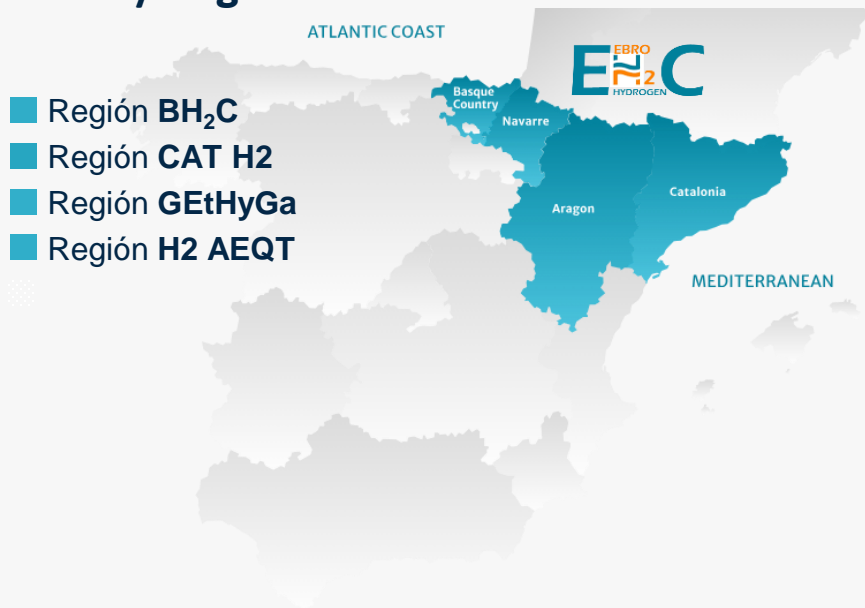 ATLANTIC COAST
EBRO
EH2C
HYDROGEN
Basque
Country
Navarre
Región BH₂C
Región CAT H2
Región GEtHyGa
Región H2 AEQT
Aragon
Catalonia
MEDITERRANEAN